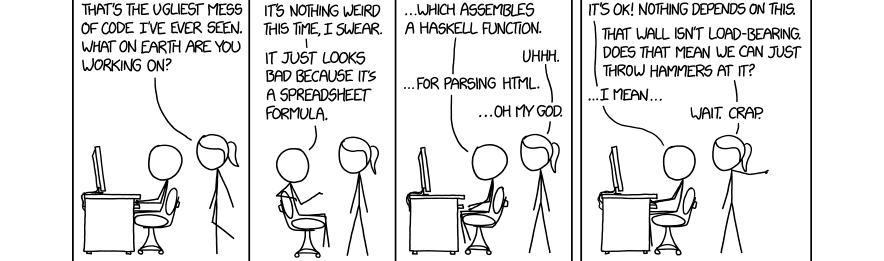 THAT'S THE UGLIEST MESS
OF CODE I'VE EVER SEEN.
WHAT ON EARTH ARE YOU
WORKING ON?
IT'S NOTHING WEIRD
THIS TIME, I SWEAR.
IT JUST LOOKS
BAD BECAUSE IT'S
A SPREADSHEET
FORMULA.
...WHICH ASSEMBLES
A HASKELL FUNCTION.
UHHH.
...FOR PARSING HTML.
...OH MY GOD.
IT'S OK! NOTHING DEPENDS ON THIS.
THAT WALL ISN'T LOAD-BEARING.
DOES THAT MEAN WE CAN JUST
THROW HAMMERS AT IT?
...I MEAN...
WAIT. CRAP.